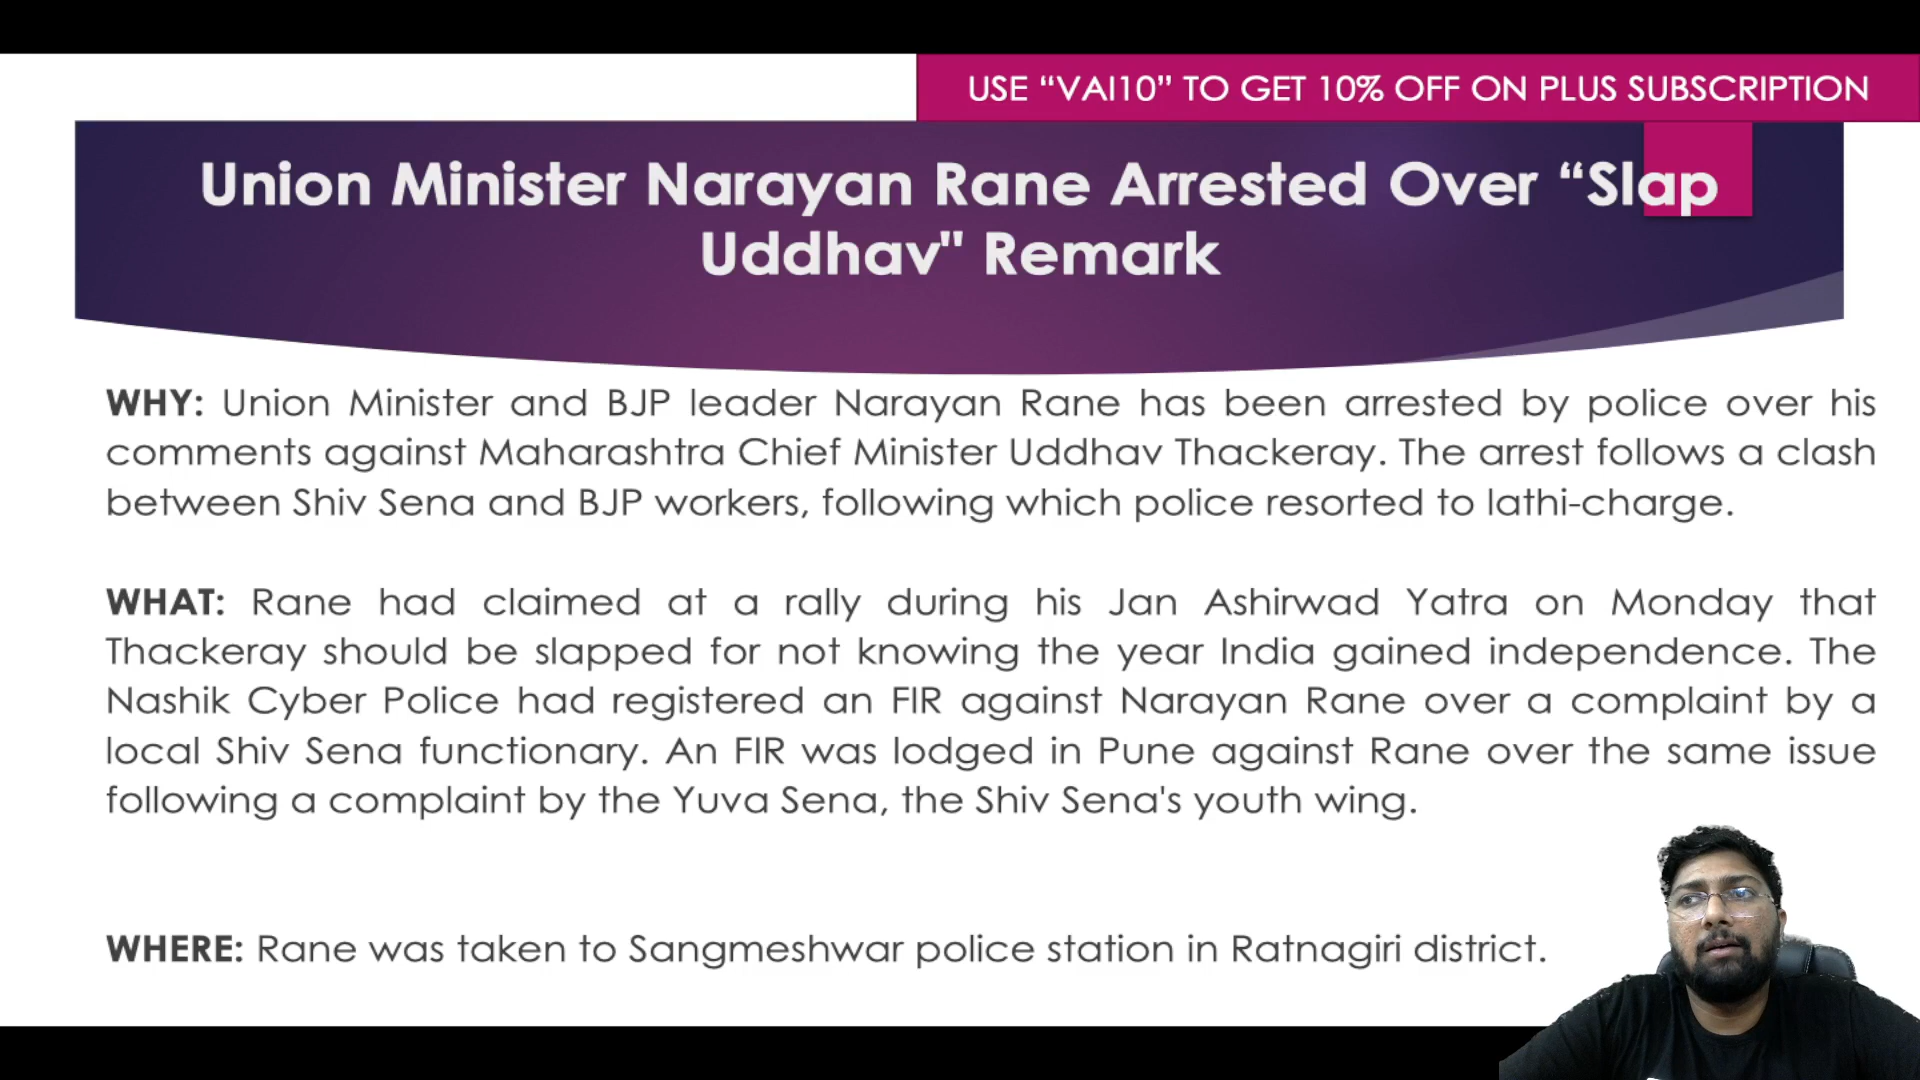 USE “VAI10” TO GET 10% OFF ON PLUS SUBSCRIPTION
Union Minister Narayan Rane Arrested Over “Slap
Uddhav" Remark
WHY: Union Minister and BJP leader Narayan Rane has been arrested by police over his
comments against Maharashtra Chief Minister Uddhav Thackeray. The arrest follows a clash
between Shiv Sena and BJP workers, following which police resorted to lathi-charge.
WHAT: Rane had claimed at a rally during his Jan Ashirwad Yatra on Monday that
Thackeray should be slapped for not knowing the year India gained independence. The
Nashik Cyber Police had registered an FIR against Narayan Rane over a complaint by a
local Shiv Sena functionary. An FIR was lodged in Pune against Rane over the same issue
following a complaint by the Yuva Sena, the Shiv Sena's youth wing.
WHERE: Rane was taken to Sangmeshwar police station in Ratnagiri district.